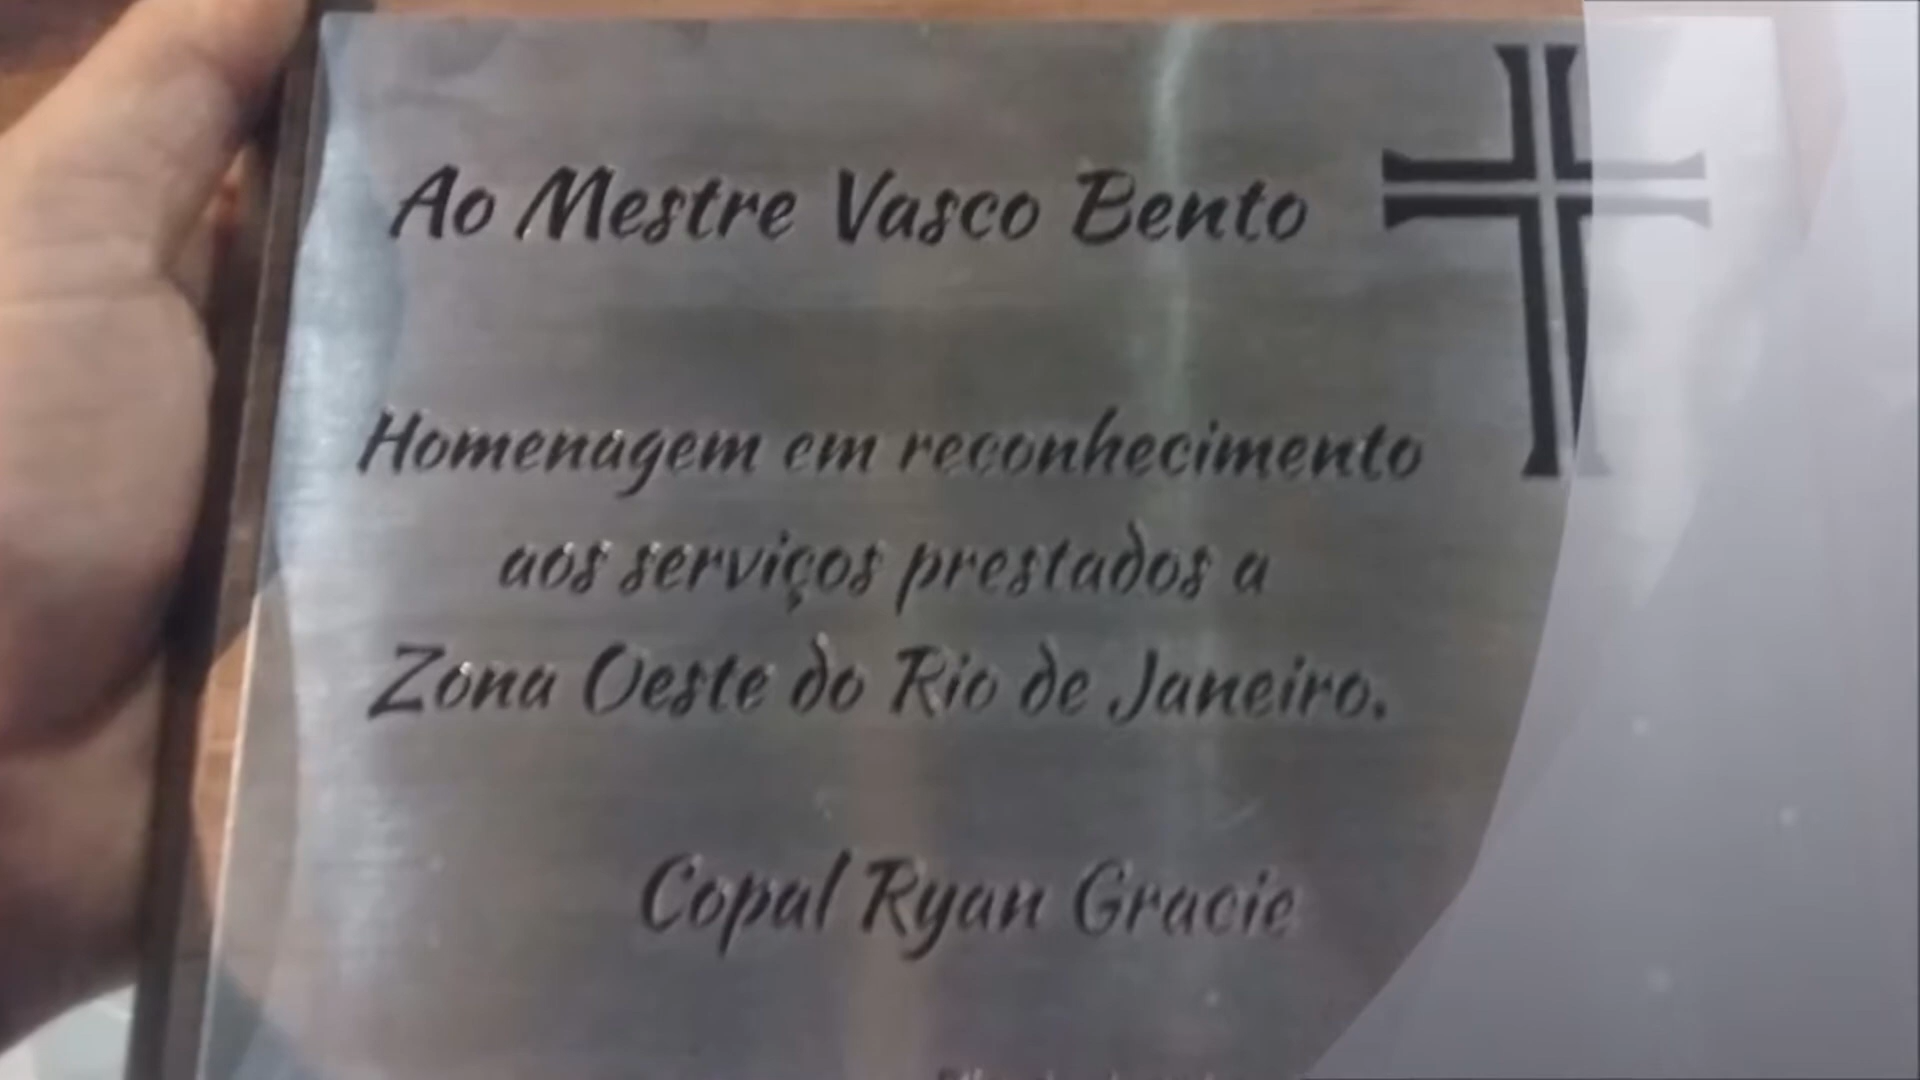 Ao Mestre Vasco Bento
Homenagem em reconhecimento
aos serviços prestados a
Zona Oeste do Rio de Janeiro.
Copal Ryan Gracie